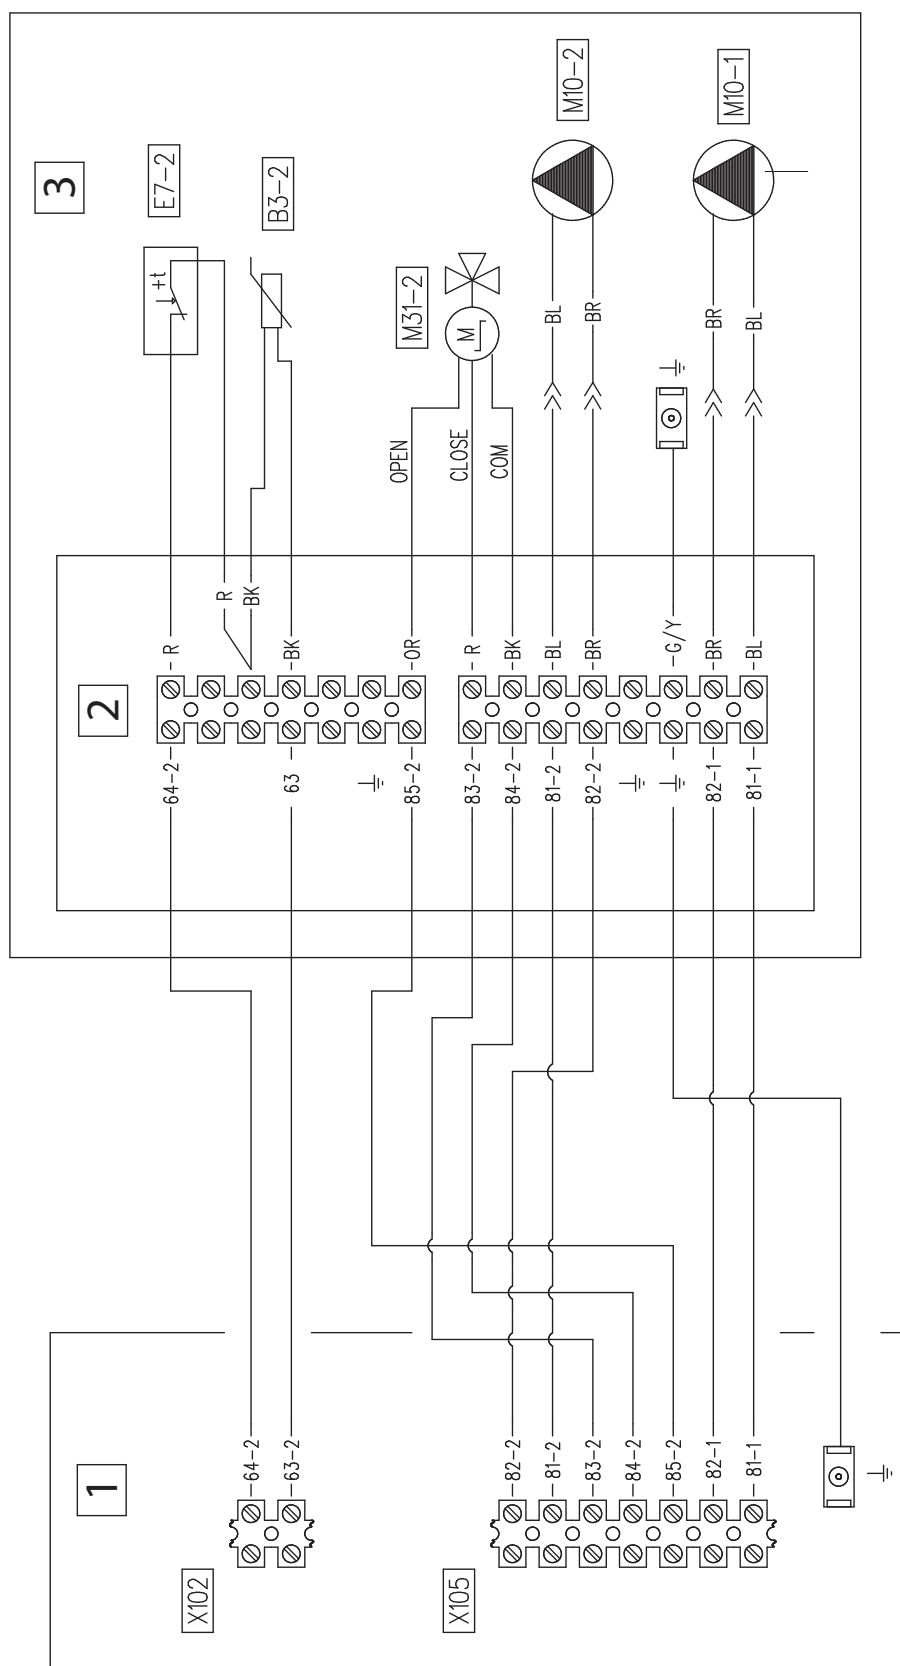 3
E7-2
+t
B3-2
M31-2
M
M10-2
M10-1
OPEN
CLOSE
COM
BL
BR
BR
BL
2
R
R
BK
BK
OR
R
BK
BL
BR
G/Y
BR
BL
64-2
63
85-2
83-2
84-2
81-2
82-2
82-1
81-1
1
X102
64-2
63-2
X105
82-2
81-2
83-2
84-2
85-2
82-1
81-1